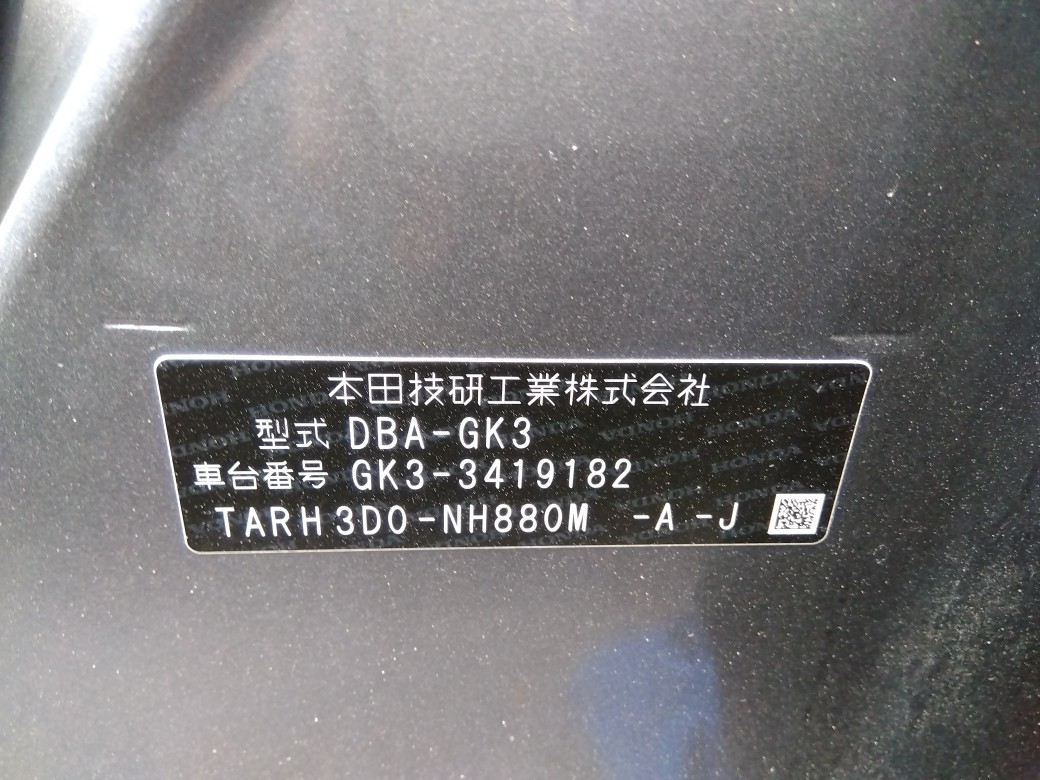 本田技研工業株式会社
型式 DBA-GK3
車台番号 GK3-3419182
TARH3D0-NH880M -A -J